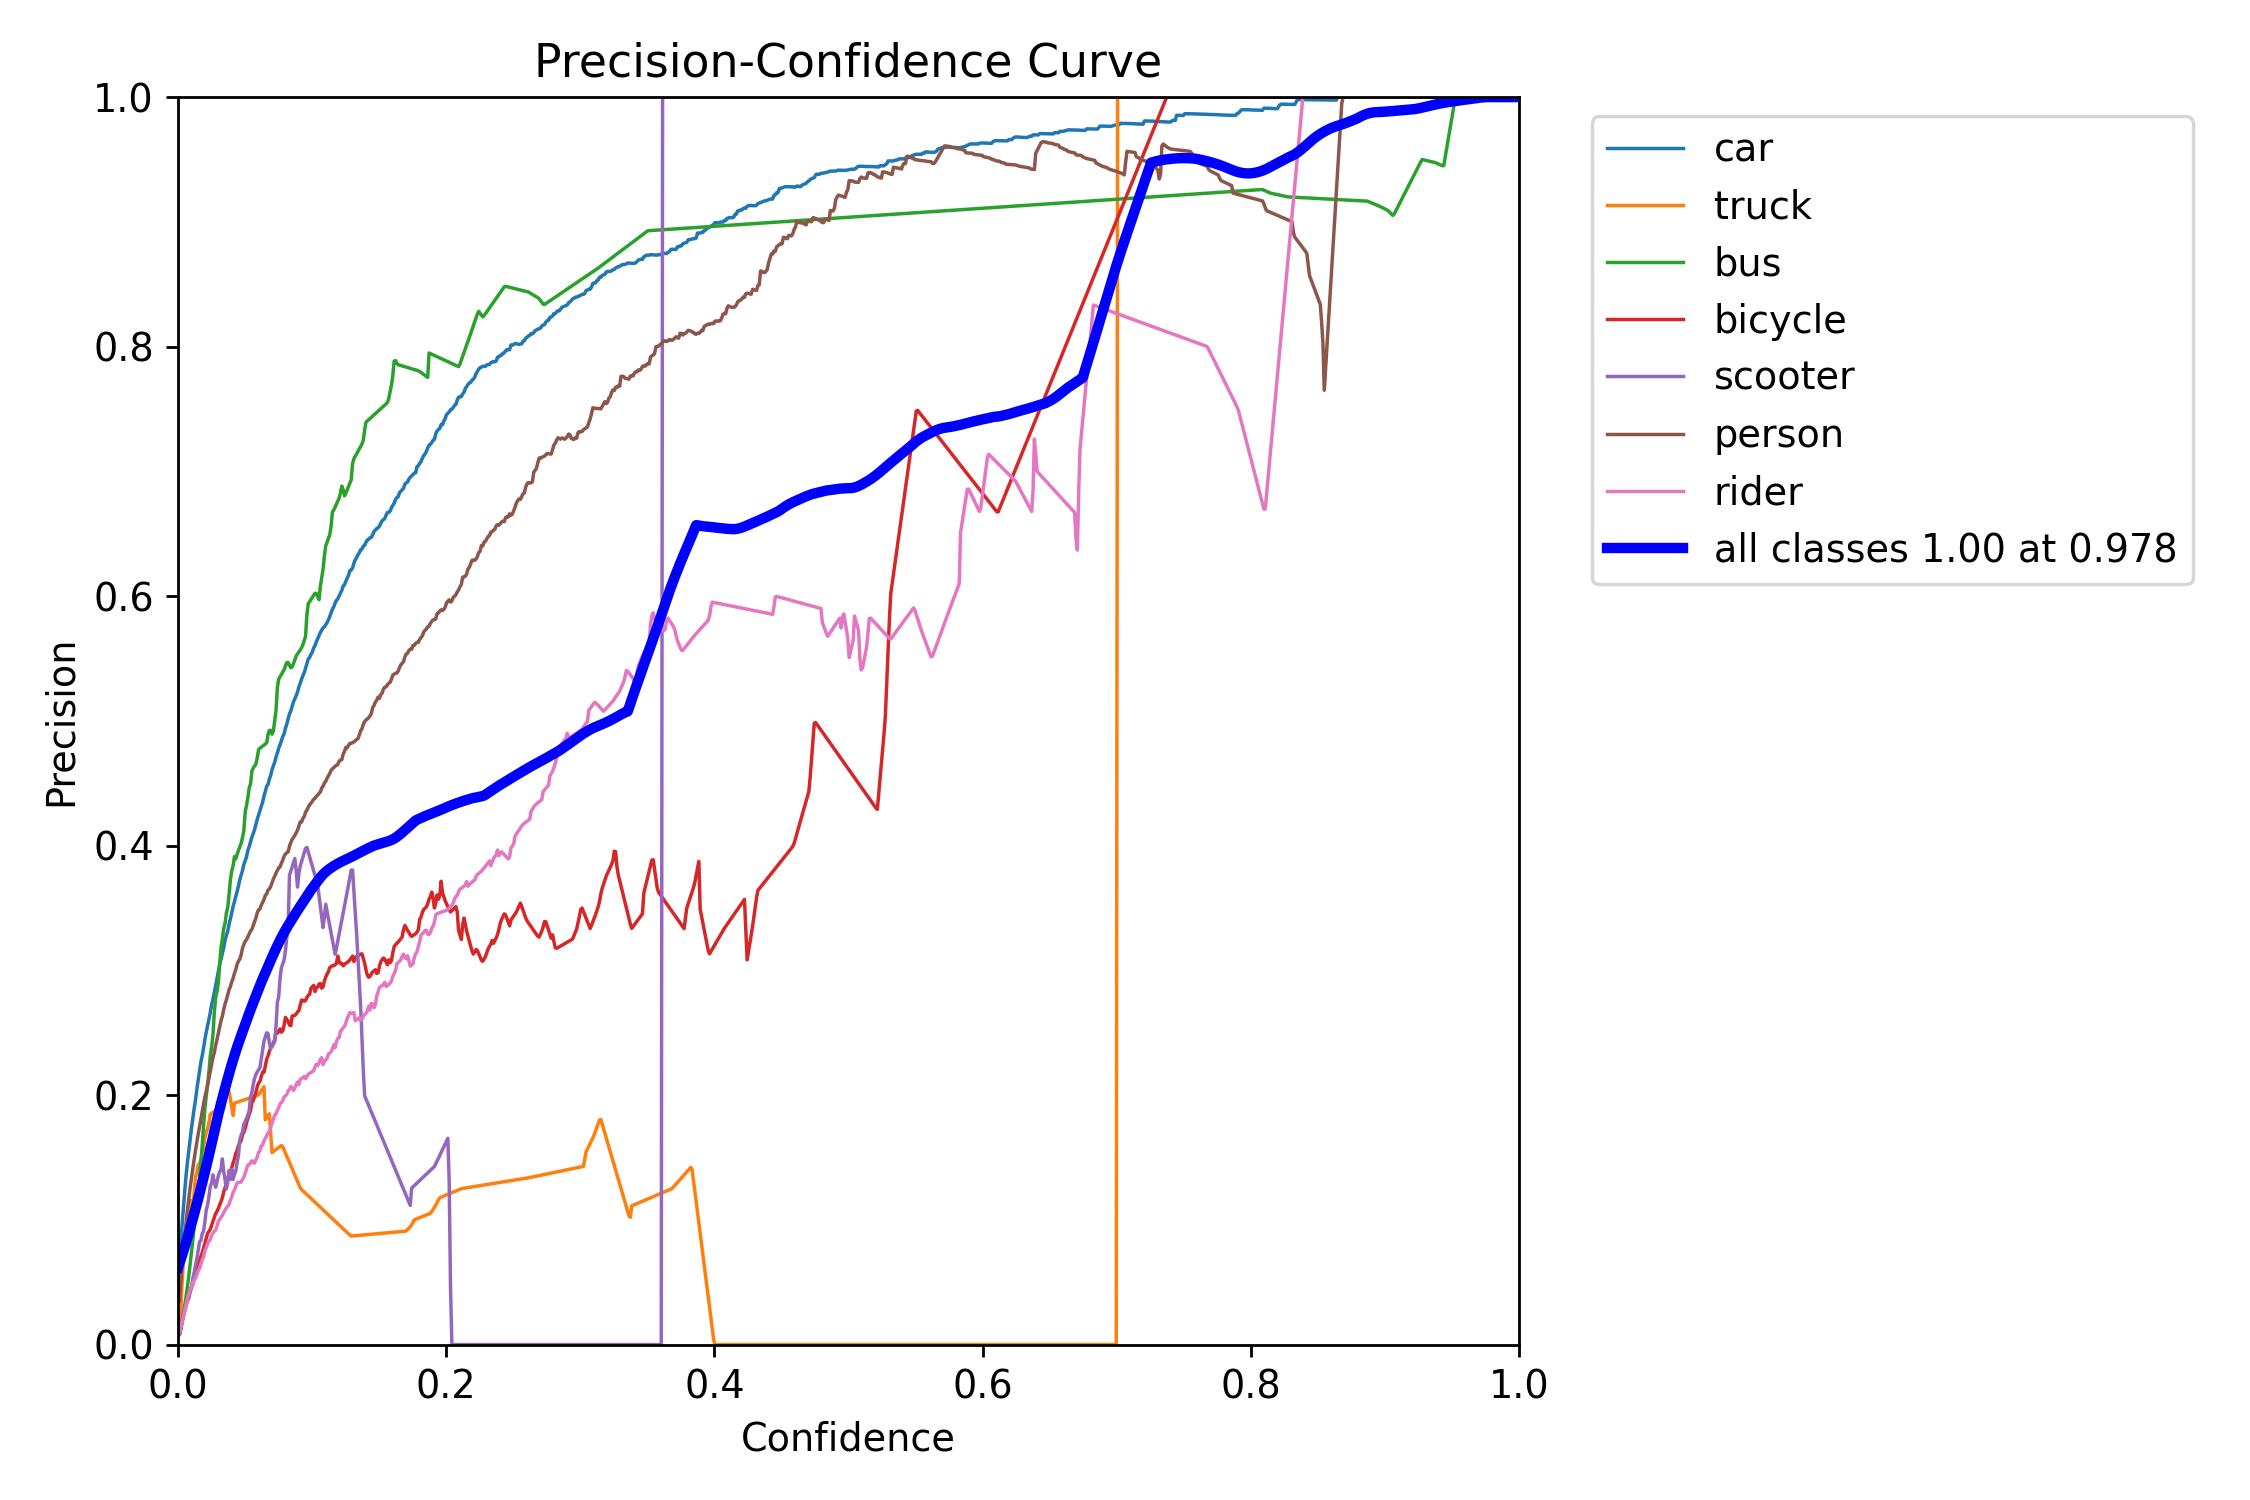 Precision-Confidence Curve
1.0
0.8
0.6
0.4
0.2
0.0
Precision
0.0 0.2 0.4 0.6 0.8 1.0
Confidence
car
truck
bus
bicycle
scooter
person
rider
all classes 1.00 at 0.978